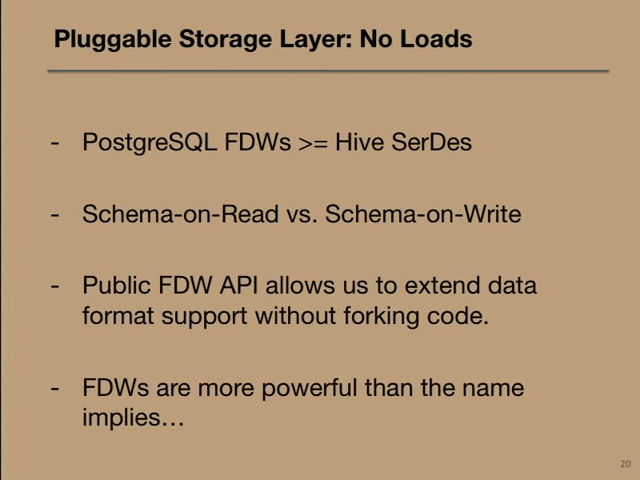 Pluggable Storage Layer: No Loads
- PostgreSQL FDWs >= Hive SerDes
- Schema-on-Read vs. Schema-on-Write
- Public FDW API allows us to extend data
format support without forking code.
- FDWs are more powerful than the name
implies…
20